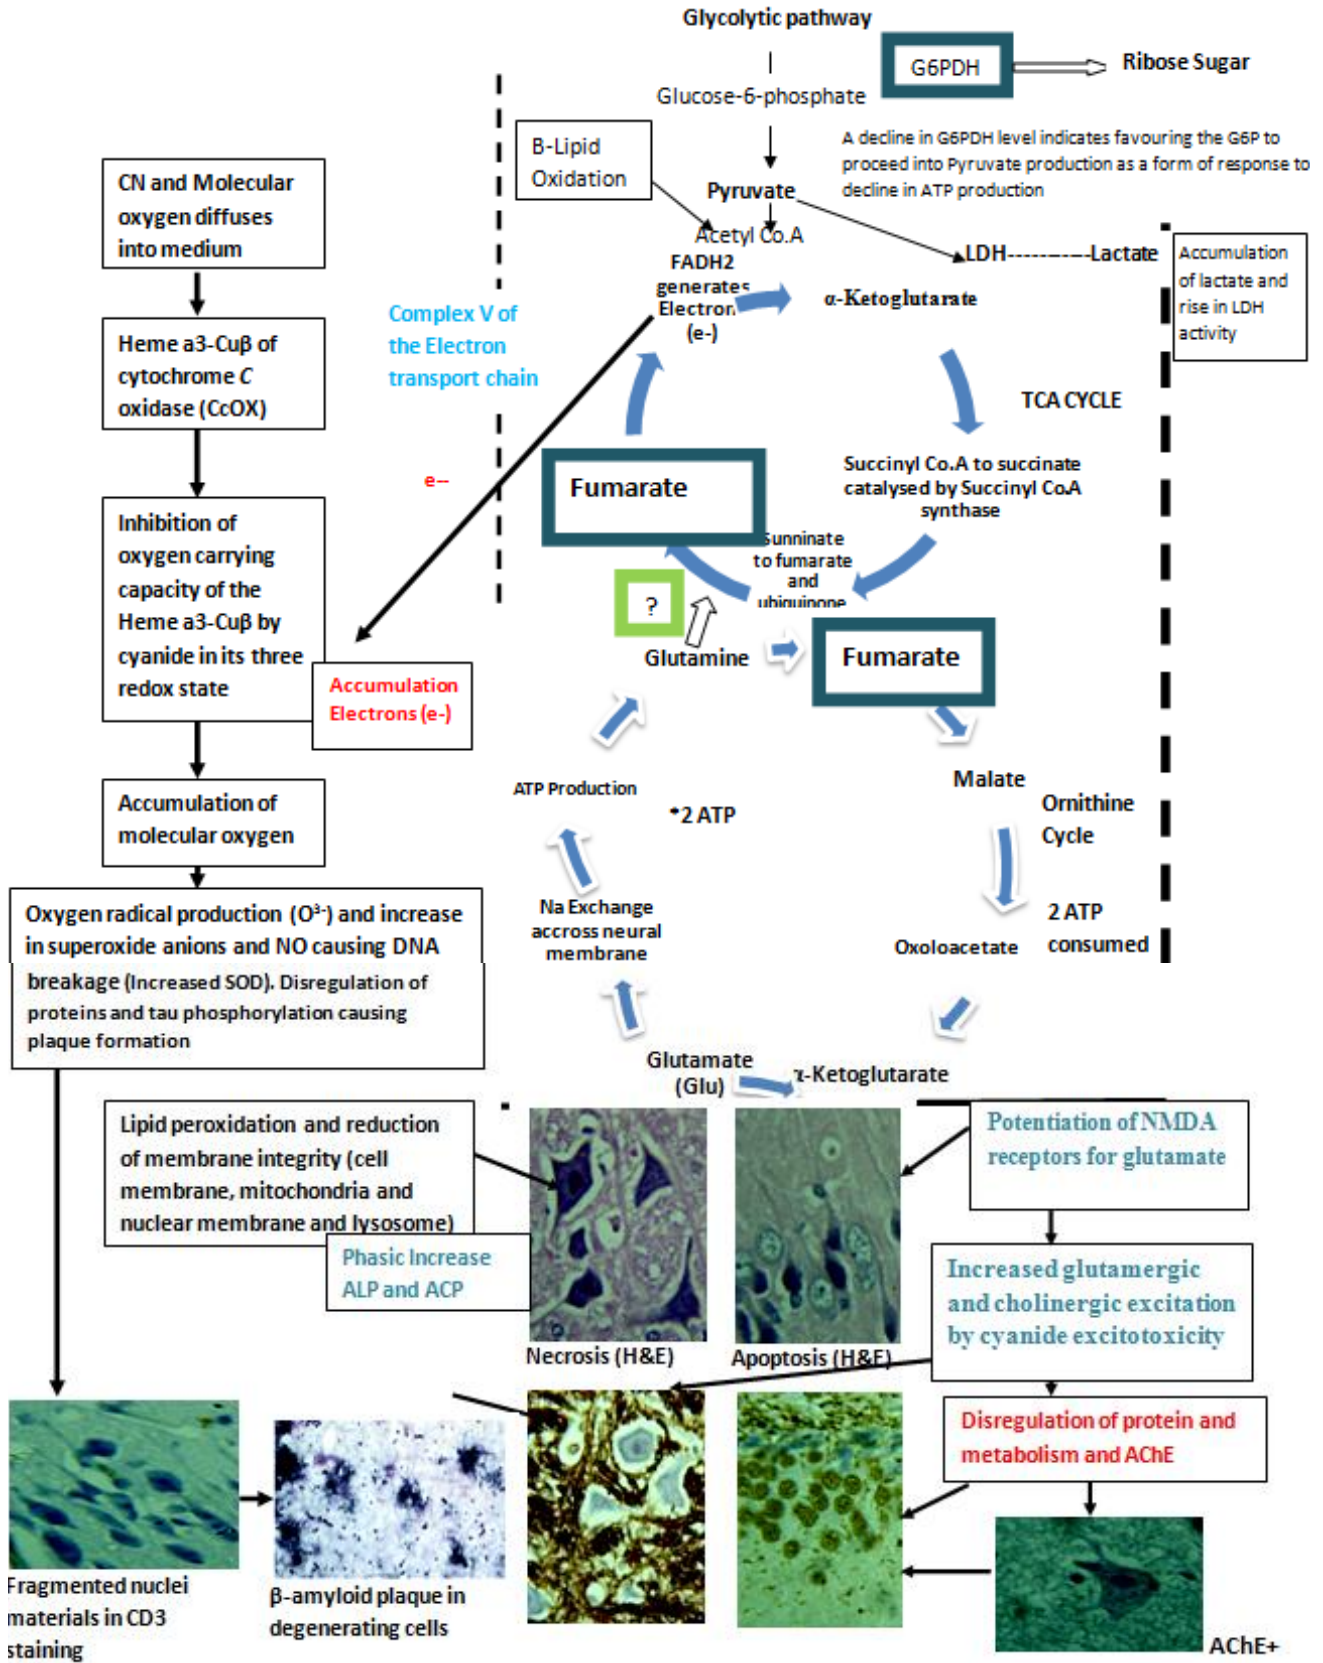 Glycolytic pathway
G6PDH
Ribose Sugar
Glucose-6-phosphate
A decline in G6PDH level indicates favouring the G6P to
proceed into Pyruvate production as a form of response to
decline in ATP production
B-Lipid
Oxidation
Pyruvate
Acetyl Co.A
FADH2
generates
Electron
(e-)
LDH----------Lactate
Accumulation
of lactate and
rise in LDH
activity
α-Ketoglutarate
TCA CYCLE
Succinyl Co.A to succinate
catalysed by Succinyl Co.A
synthase
Sunninate
to fumarate
and
ubiquinone
Fumarate
?
Glutamine
Fumarate
Malate
Ornithine
Cycle
2 ATP
consumed
Oxoloacetate
α-Ketoglutarate
Glutamate
(Glu)
Na Exchange
accross neural
membrane
ATP Production
*2 ATP
Complex V of
the Electron
transport chain
e--
CN and Molecular
oxygen diffuses
into medium
Heme a3-Cuβ of
cytochrome C
oxidase (CcOX)
Inhibition of
oxygen carrying
capacity of the
Heme a3-Cuβ by
cyanide in its three
redox state
Accumulation
Electrons (e-)
Accumulation of
molecular oxygen
Oxygen radical production (O³⁻) and increase
in superoxide anions and NO causing DNA
breakage (Increased SOD). Disregulation of
proteins and tau phosphorylation causing
plaque formation
Lipid peroxidation and reduction
of membrane integrity (cell
membrane, mitochondria and
nuclear membrane and lysosome)
Phasic Increase
ALP and ACP
Necrosis (H&E)
Apoptosis (H&E)
Potentiation of NMDA
receptors for glutamate
Increased glutamergic
and cholinergic excitation
by cyanide excitotoxicity
Disregulation of protein and
metabolism and AChE
Fragmented nuclei
materials in CD3
staining
β-amyloid plaque in
degenerating cells
AChE+